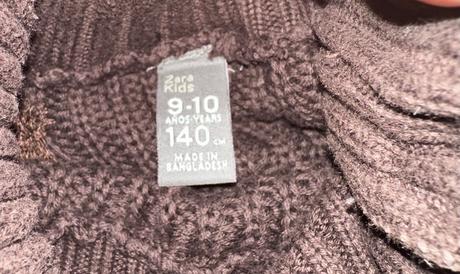 Zara
Kids
9-10
AÑOS-YEARS
140 CM
MADE IN
BANGLADESH